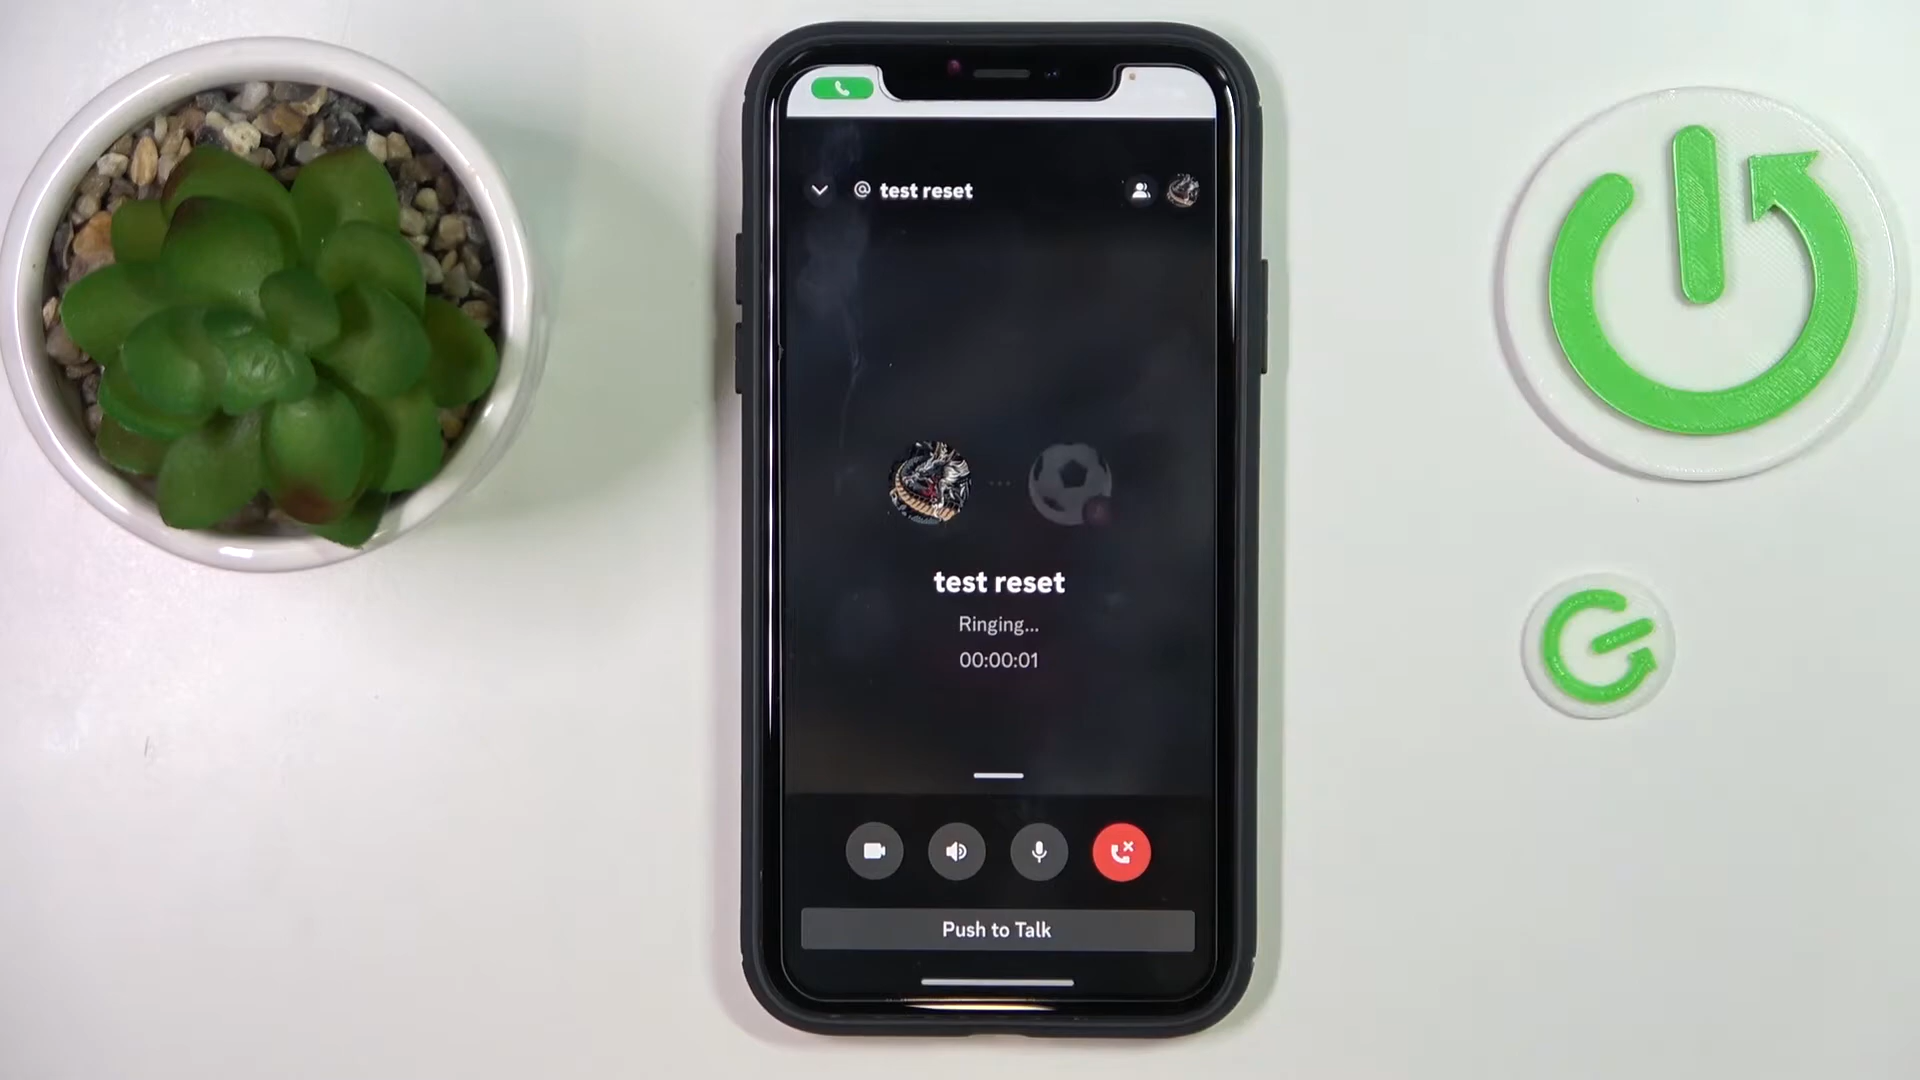 @ test reset
test reset
Ringing...
00:00:01
Push to Talk